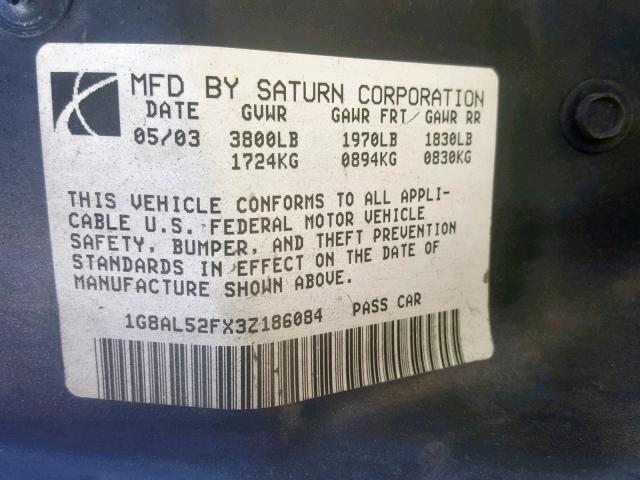 MFD BY SATURN CORPORATION
DATE GVWR GAWR FRT/GAWR RR
05/03 3800LB 1970LB 1830LB
1724KG 0894KG 0830KG
THIS VEHICLE CONFORMS TO ALL APPLI-
CABLE U.S. FEDERAL MOTOR VEHICLE
SAFETY, BUMPER, AND THEFT PREVENTION
STANDARDS IN EFFECT ON THE DATE OF
MANUFACTURE SHOWN ABOVE.
1G8AL52FX3Z186084 PASS CAR